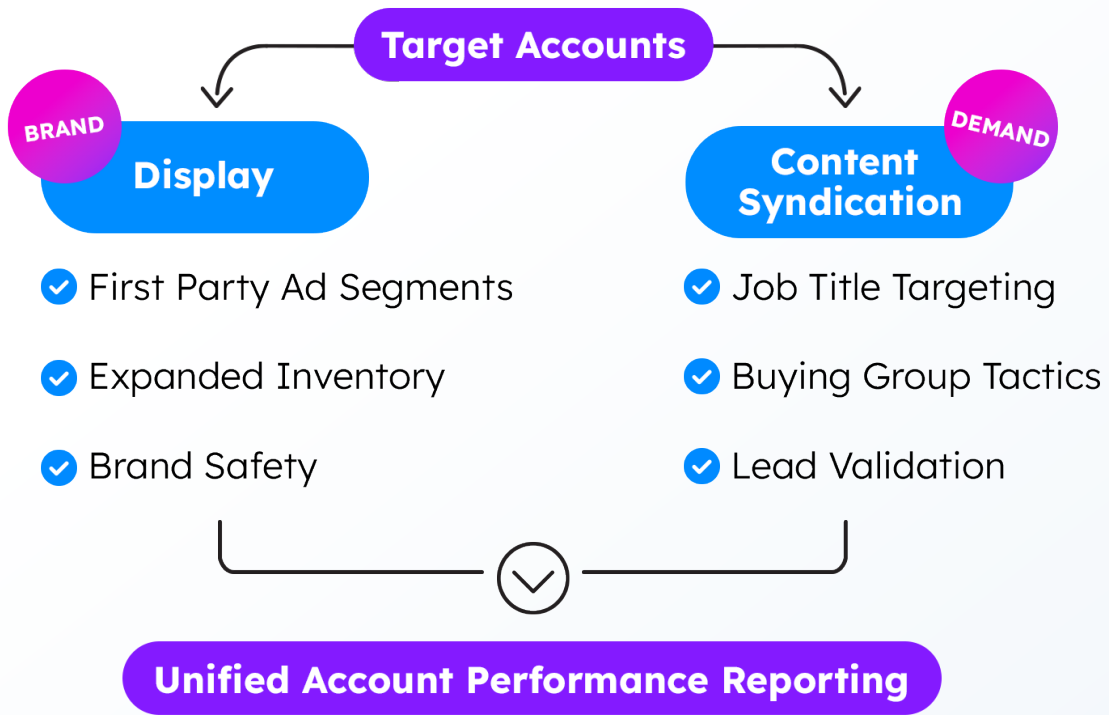 Target Accounts
BRAND
Display
First Party Ad Segments
Expanded Inventory
Brand Safety
DEMAND
Content
Syndication
Job Title Targeting
Buying Group Tactics
Lead Validation
Unified Account Performance Reporting